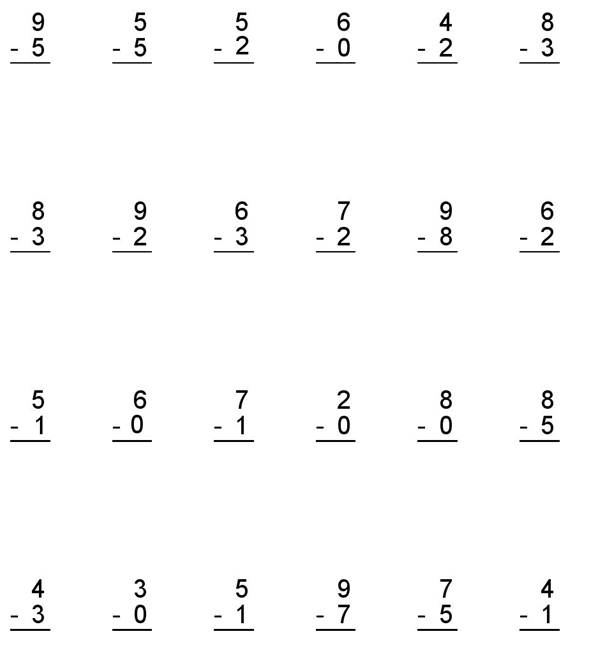 9 5 5 6 4 8
- 5 - 5 - 2 - 0 - 2 - 3
8 9 6 7 9 6
- 3 - 2 - 3 - 2 - 8 - 2
5 6 7 2 8 8
- 1 - 0 - 1 - 0 - 0 - 5
4 3 5 9 7 4
- 3 - 0 - 1 - 7 - 5 - 1